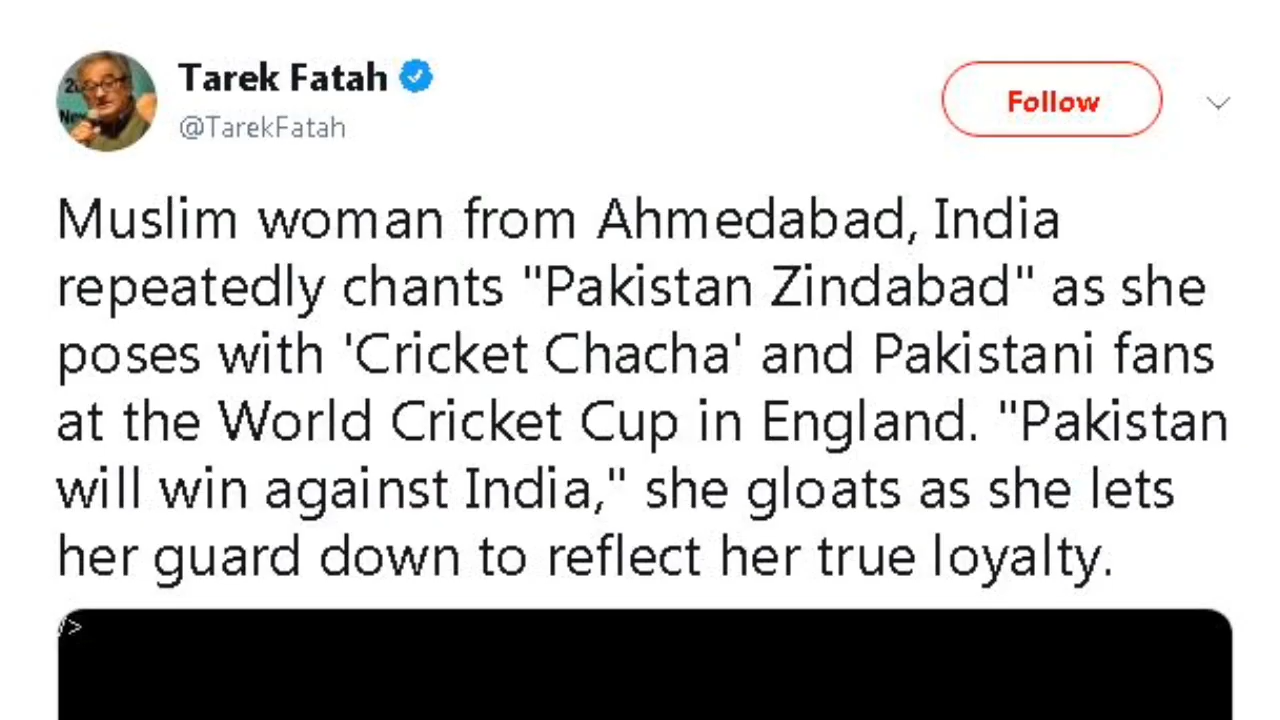 Tarek Fatah
@TarekFatah
Follow
Muslim woman from Ahmedabad, India
repeatedly chants "Pakistan Zindabad" as she
poses with 'Cricket Chacha' and Pakistani fans
at the World Cricket Cup in England. "Pakistan
will win against India," she gloats as she lets
her guard down to reflect her true loyalty.
/>